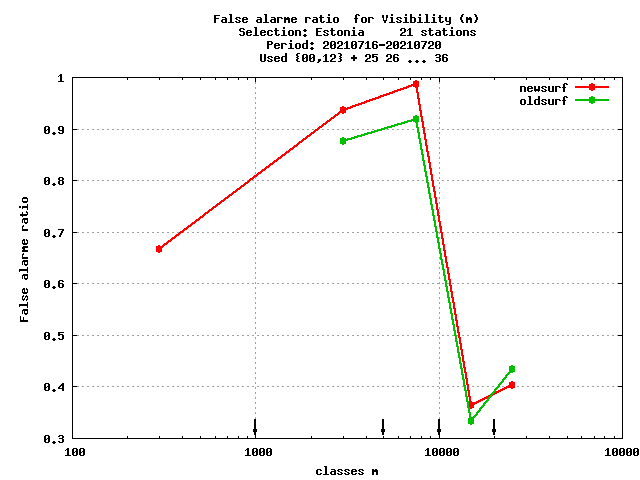 False alarme ratio  for Visibility (m)
Selection: Estonia     21 stations
Period: 20210716-20210720
Used {00,12} + 25 26 ... 36
newsurf
oldsurf
1
0.9
0.8
0.7
0.6
0.5
0.4
0.3
False alarme ratio
100
1000
10000
10000
classes m